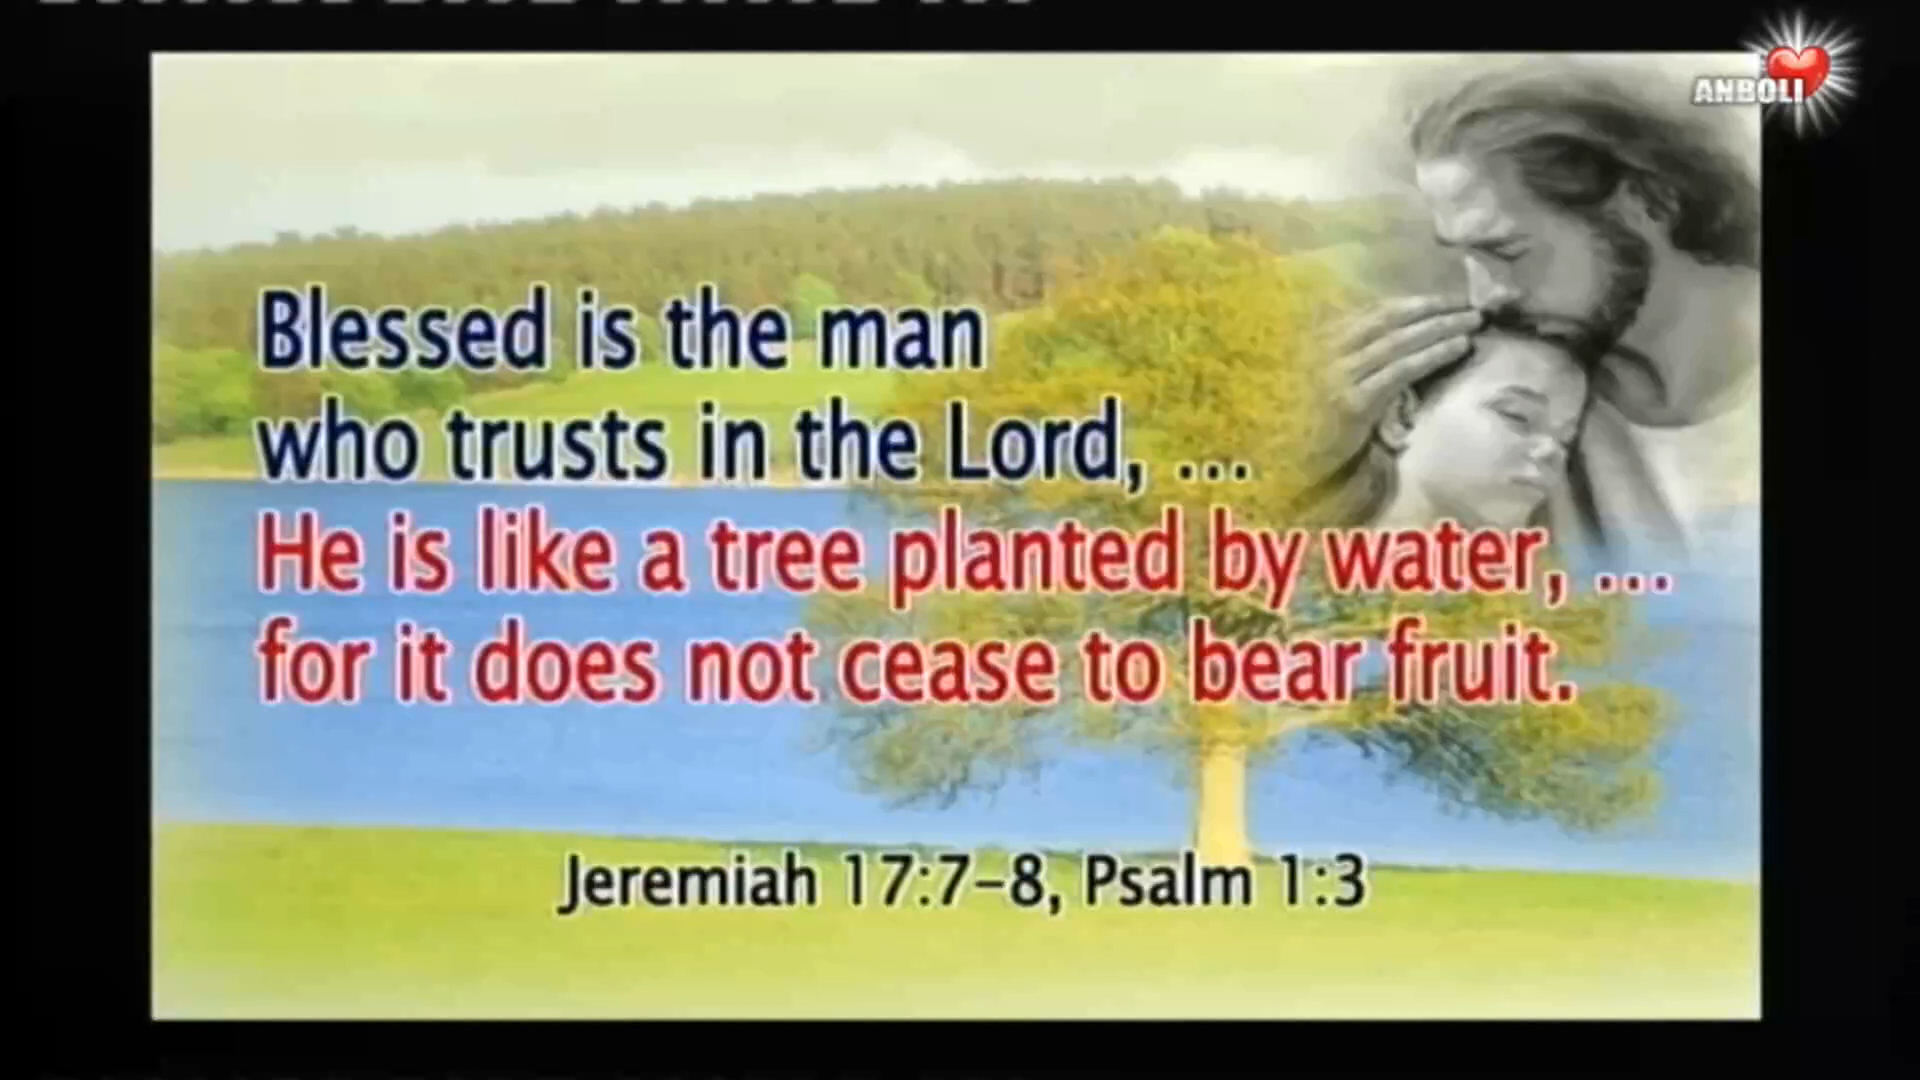 ANBOLI
Blessed is the man
who trusts in the Lord, ...
He is like a tree planted by water, ...
for it does not cease to bear fruit.
Jeremiah 17:7-8, Psalm 1:3